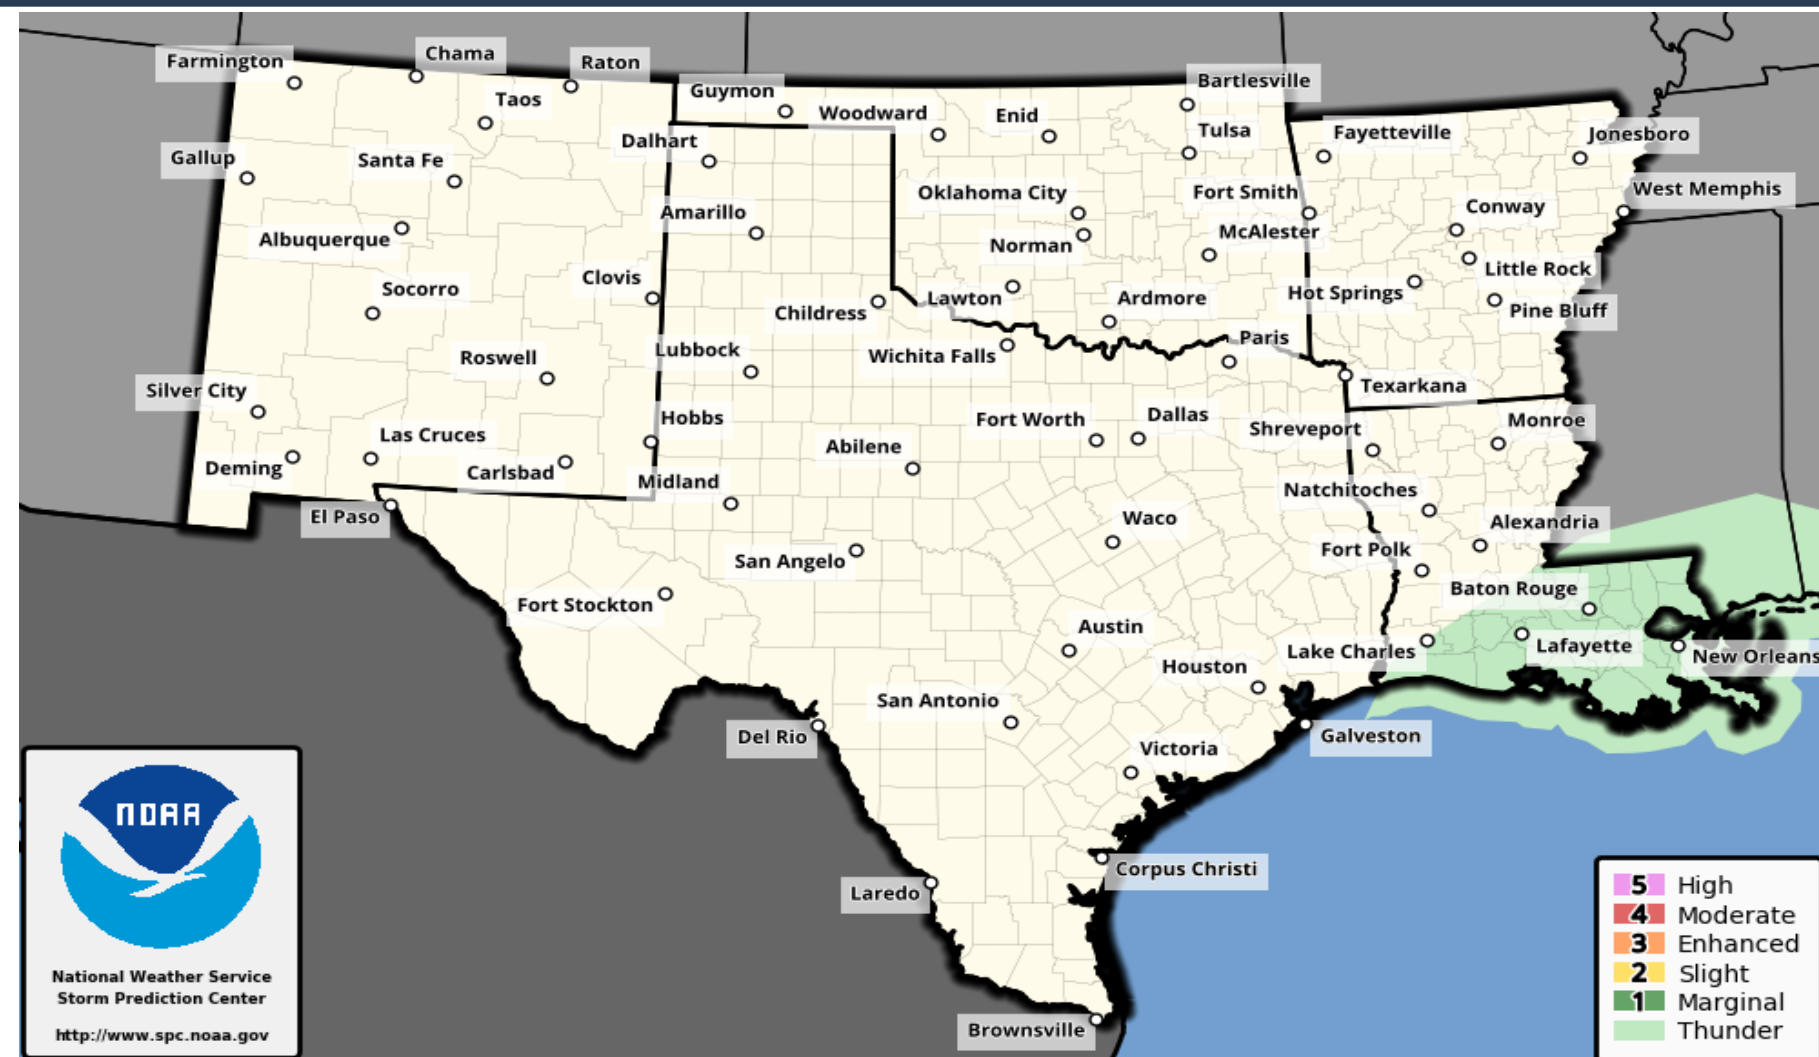 Chama
Farmington
Raton
Bartlesville
Guymon
Taos
Woodward
Enid
Tulsa
Fayetteville
Jonesboro
Dalhart
Gallup
Santa Fe
Oklahoma City
Fort Smith
West Memphis
Amarillo
Conway
Albuquerque
Norman
McAlester
Clovis
Little Rock
Socorro
Lawton
Ardmore
Hot Springs
Childress
Pine Bluff
Paris
Lubbock
Wichita Falls
Roswell
Silver City
Texarkana
Hobbs
Fort Worth
Dallas
Shreveport
Monroe
Las Cruces
Abilene
Deming
Carlsbad
Midland
Natchitoches
El Paso
Waco
Alexandria
San Angelo
Fort Polk
Baton Rouge
Fort Stockton
Austin
Lake Charles
Lafayette
New Orleans
Houston
San Antonio
Del Rio
Galveston
Victoria
Corpus Christi
Laredo
Brownsville
NOAA
National Weather Service
Storm Prediction Center
http://www.spc.noaa.gov
5 High
4 Moderate
3 Enhanced
2 Slight
1 Marginal
Thunder